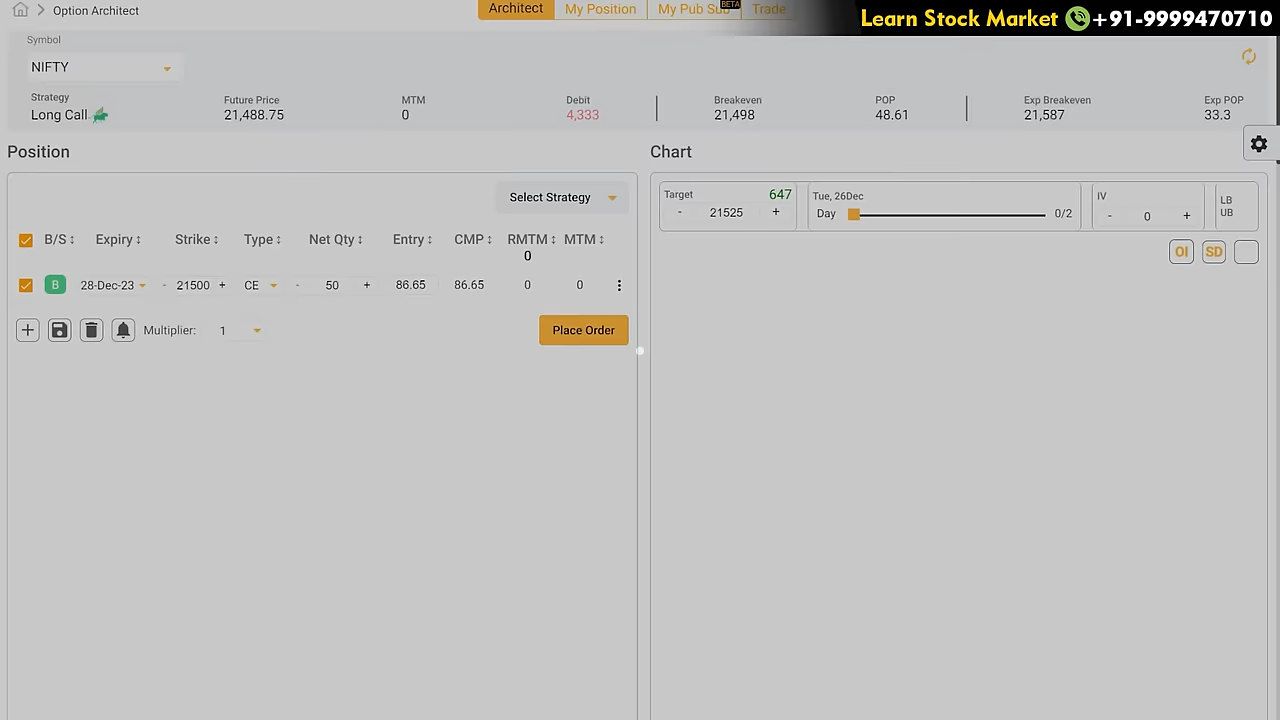 Option Architect
Architect
My Position
My Pub Sub
BETA
Trade
Learn Stock Market +91-9999470710
Symbol
NIFTY
Strategy
Long Call
Future Price
21,488.75
MTM
0
Debit
4,333
Breakeven
21,498
POP
48.61
Exp Breakeven
21,587
Exp POP
33.3
Position
Select Strategy
B/S Expiry Strike Type Net Qty Entry CMP RMTM MTM
0
B 28-Dec-23 - 21500 + CE - 50 + 86.65 86.65 0 0
Multiplier: 1
Place Order
Chart
Target 647
- 21525 +
Tue, 26Dec
Day 0/2
IV
- 0 +
LB
UB
OI SD